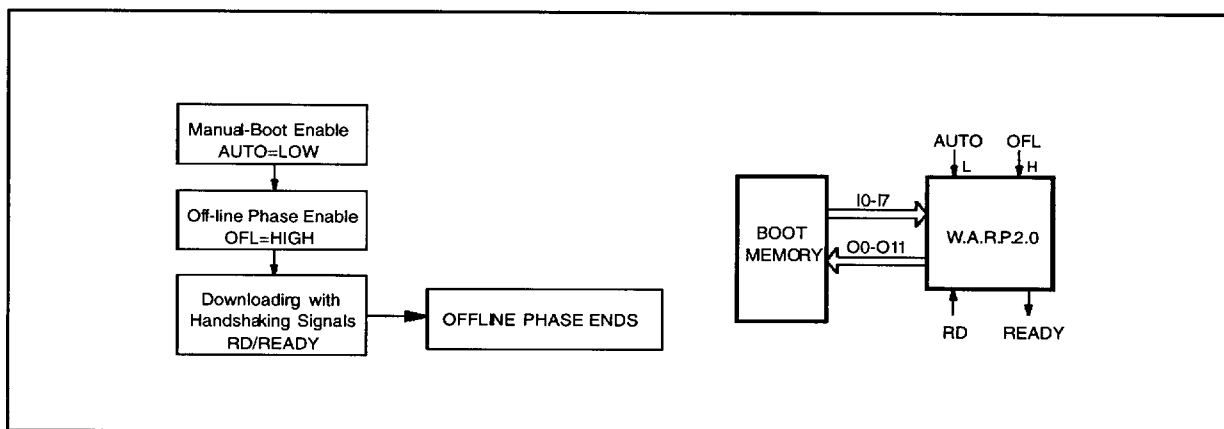 Manual-Boot Enable
AUTO=LOW
Off-line Phase Enable
OFL=HIGH
Downloading with
Handshaking Signals
RD/READY
OFFLINE PHASE ENDS
AUTO OFL
L H
BOOT
MEMORY
I0-I7
O0-O11
W.A.R.P.2.0
RD READY